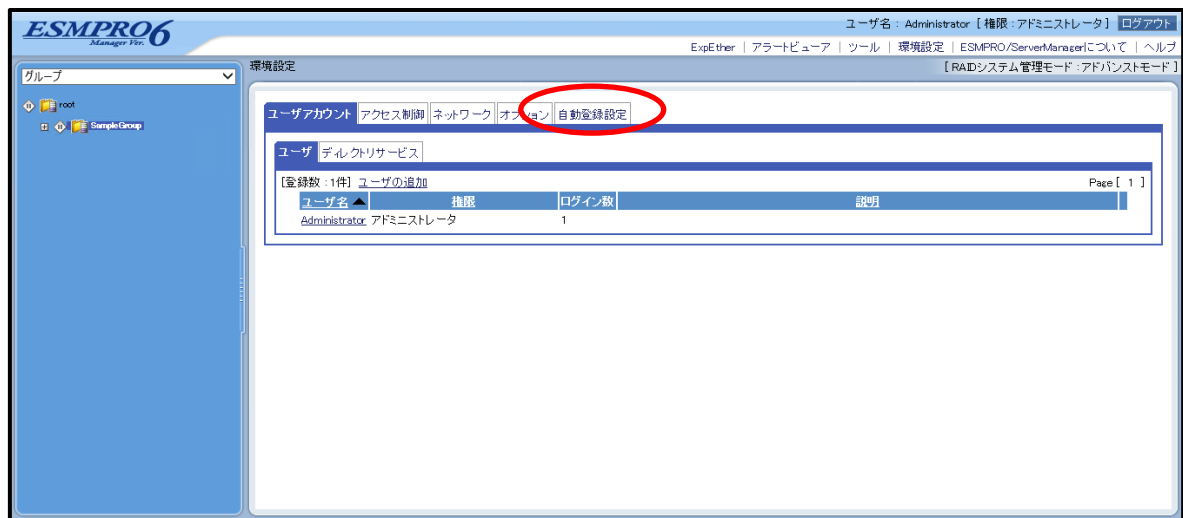 ESMPRO6
Manager Ver.
ユーザ名 : Administrator [ 権限 : アドミニストレータ ] ログアウト
ExpEther | アラートビューア | ツール | 環境設定 | ESMPRO/ServerManagerについて | ヘルプ
グループ
環境設定
[ RAIDシステム管理モード : アドバンストモード ]
root
SampleGroup
ユーザアカウント アクセス制御 ネットワーク オプション 自動登録設定
ユーザ ディレクトリサービス
[登録数 : 1件] ユーザの追加 Page [ 1 ]
ユーザ名 ▲ 権限 ログイン数 説明
Administrator アドミニストレータ 1